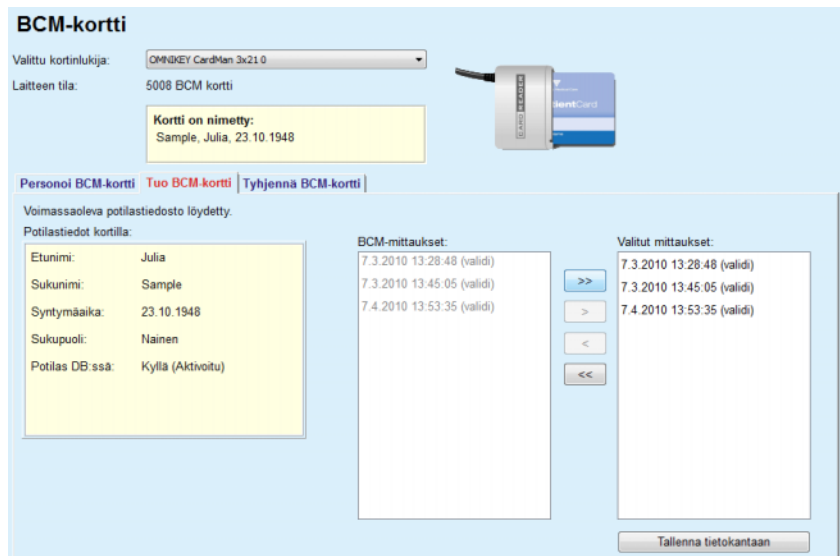 BCM-kortti
Valittu kortinlukija: OMNIKEY CardMan 3x21 0
Laitteen tila: 5008 BCM kortti
Kortti on nimetty:
Sample, Julia, 23.10.1948
CARD READER
ientCard
Personoi BCM-kortti Tuo BCM-kortti Tyhjennä BCM-kortti
Voimassaoleva potilastiedosto löydetty.
Potilastiedot kortilla:
Etunimi: Julia
Sukunimi: Sample
Syntymäaika: 23.10.1948
Sukupuoli: Nainen
Potilas DB:ssä: Kyllä (Aktivoitu)
BCM-mittaukset:
7.3.2010 13:28:48 (validi)
7.3.2010 13:45:05 (validi)
7.4.2010 13:53:35 (validi)
>>
>
<
<<
Valitut mittaukset:
7.3.2010 13:28:48 (validi)
7.3.2010 13:45:05 (validi)
7.4.2010 13:53:35 (validi)
Tallenna tietokantaan